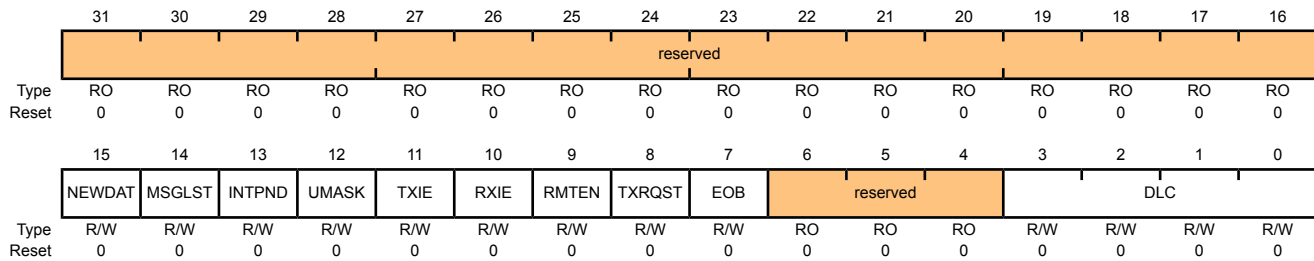 31 30 29 28 27 26 25 24 23 22 21 20 19 18 17 16
reserved
Type RO RO RO RO RO RO RO RO RO RO RO RO RO RO RO RO
Reset 0 0 0 0 0 0 0 0 0 0 0 0 0 0 0 0
15 14 13 12 11 10 9 8 7 6 5 4 3 2 1 0
NEWDAT MSGLST INTPND UMASK TXIE RXIE RMTEN TXRQST EOB reserved DLC
Type R/W R/W R/W R/W R/W R/W R/W R/W R/W RO RO RO R/W R/W R/W R/W
Reset 0 0 0 0 0 0 0 0 0 0 0 0 0 0 0 0